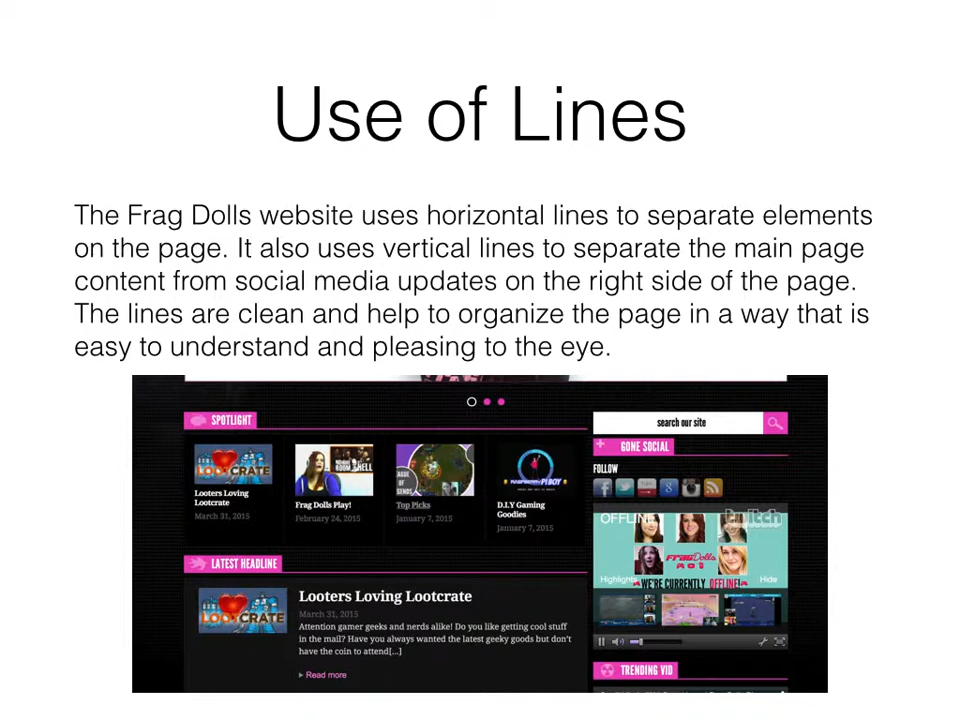 Use of Lines
The Frag Dolls website uses horizontal lines to separate elements
on the page. It also uses vertical lines to separate the main page
content from social media updates on the right side of the page.
The lines are clean and help to organize the page in a way that is
easy to understand and pleasing to the eye.
SPOTLIGHT
LOOTCRATE
Looters Loving
Lootcrate
March 31, 2015
Frag Dolls Play!
February 24, 2015
Top Picks
January 7, 2015
D.I.Y Gaming
Goodies
January 7, 2015
LATEST HEADLINE
LOOTCRATE
Looters Loving Lootcrate
March 31, 2015
Attention gamer geeks and nerds alike! Do you like getting cool stuff
in the mail? Have you always wanted the latest geeky goods but don't
have the coin to attend[...]
Read more
search our site
GONE SOCIAL
FOLLOW
OFFLINE
twitch
FRAGDOLLS
Highlights
WE'RE CURRENTLY OFFLINE!
Hide
TRENDING VID